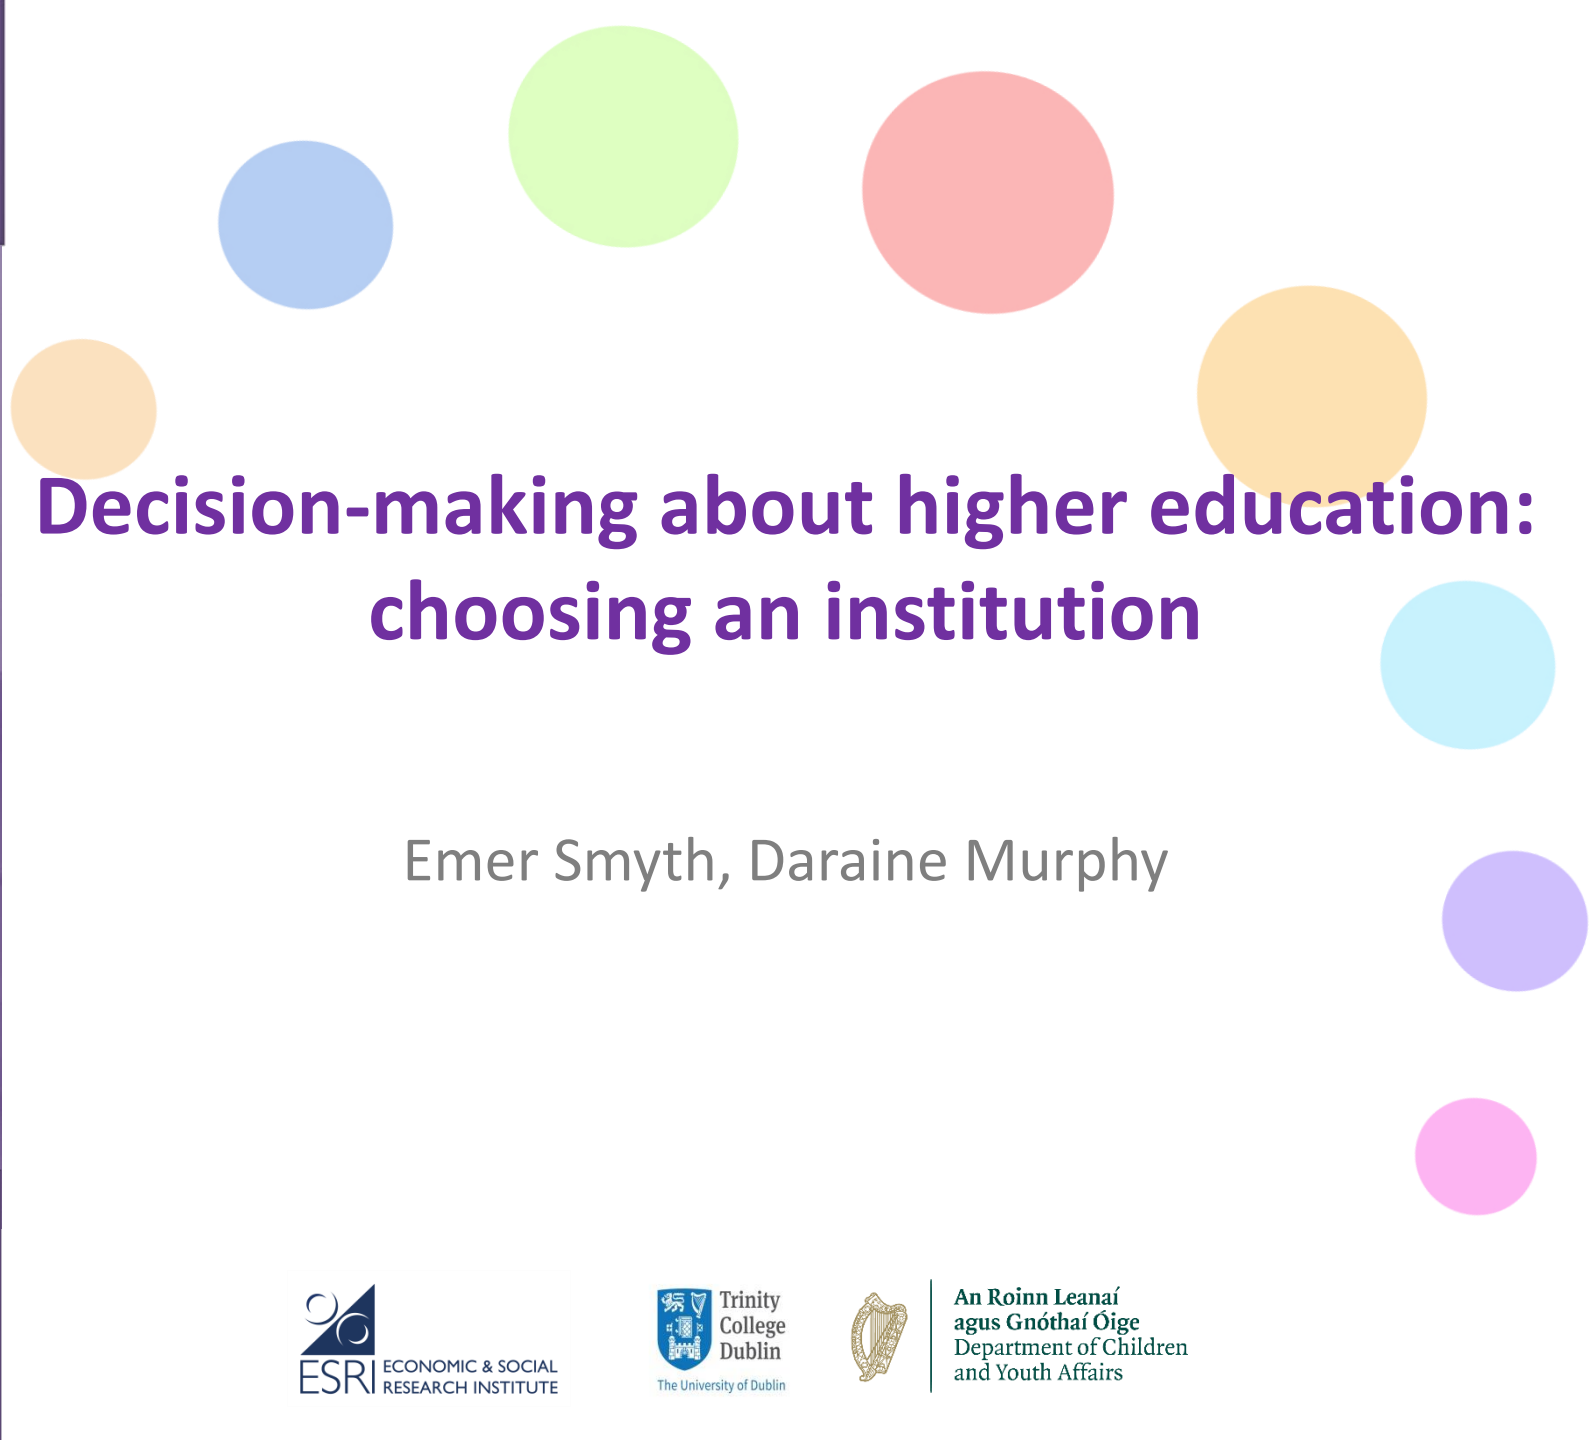 Decision-making about higher education:
choosing an institution
Emer Smyth, Daraine Murphy
ESRI ECONOMIC & SOCIAL
RESEARCH INSTITUTE
Trinity
College
Dublin
The University of Dublin
An Roinn Leanaí
agus Gnóthaí Óige
Department of Children
and Youth Affairs